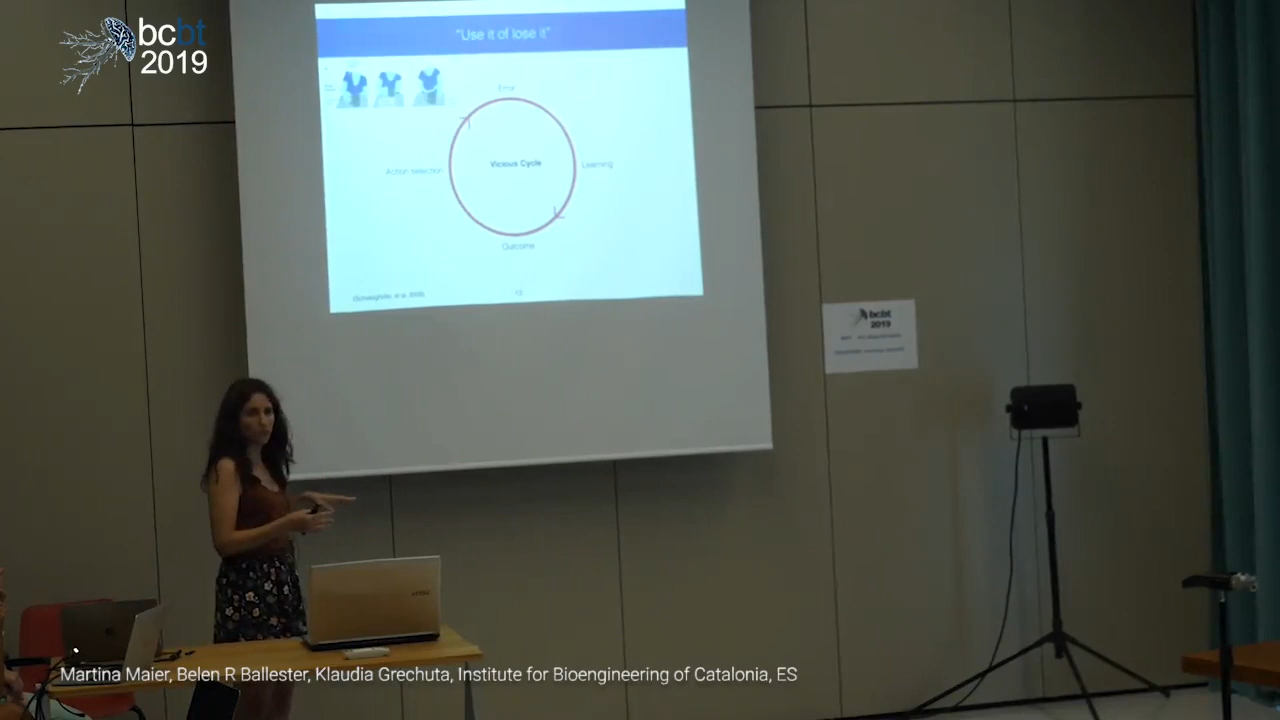 bcbt
2019
"Use it of lose it"
Error
Vicious Cycle
Learning
Action selection
Outcome
bcbt
2019
Martina Maier, Belen R Ballester, Klaudia Grechuta, Institute for Bioengineering of Catalonia, ES